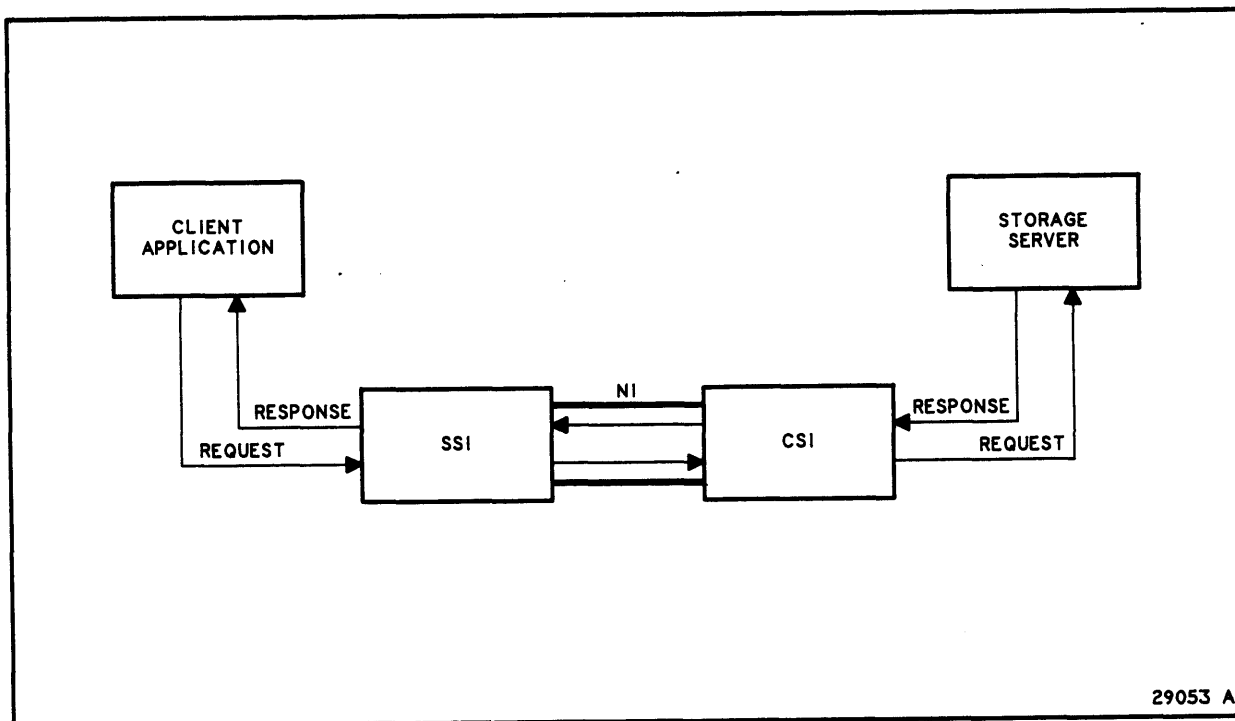 CLIENT
APPLICATION
STORAGE
SERVER
NI
RESPONSE
REQUEST
SSI
CSI
RESPONSE
REQUEST
29053 A